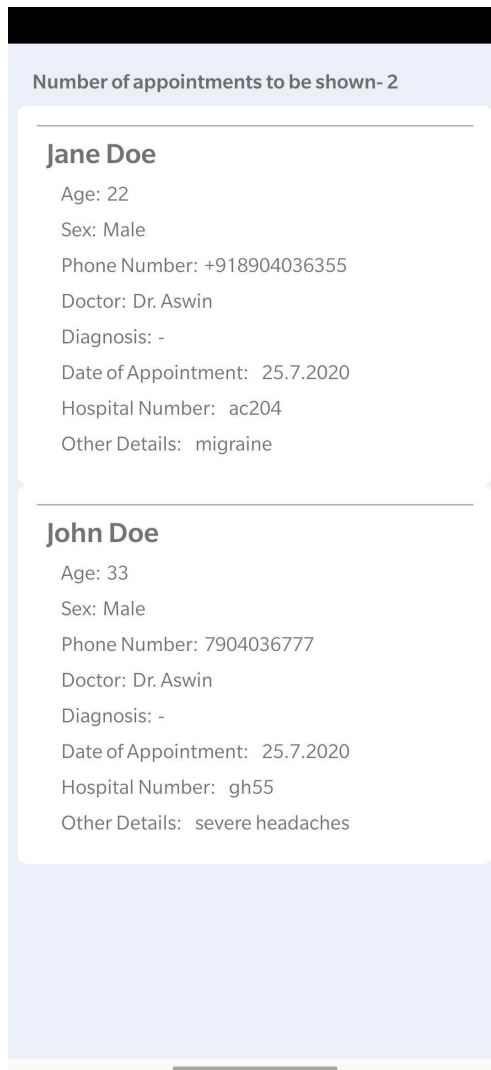 Number of appointments to be shown- 2
Jane Doe
Age: 22
Sex: Male
Phone Number: +918904036355
Doctor: Dr. Aswin
Diagnosis: -
Date of Appointment: 25.7.2020
Hospital Number: ac204
Other Details: migraine
John Doe
Age: 33
Sex: Male
Phone Number: 7904036777
Doctor: Dr. Aswin
Diagnosis: -
Date of Appointment: 25.7.2020
Hospital Number: gh55
Other Details: severe headaches